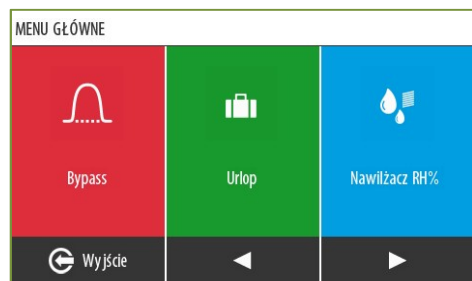 MENU GŁÓWNE
Bypass
Urlop
Nawilżacz RH%
Wyjście